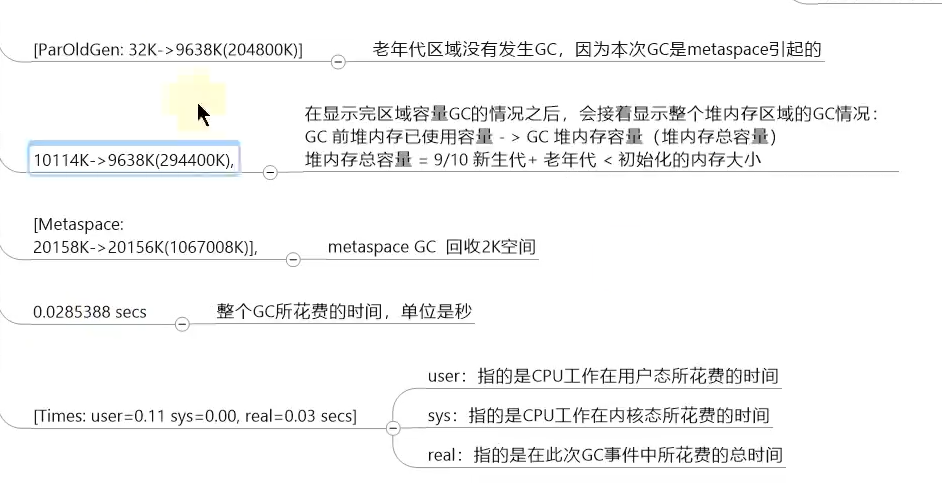 [ParOldGen: 32K->9638K(204800K)]
老年代区域没有发生GC，因为本次GC是metaspace引起的
在显示完区域容量GC的情况之后，会接着显示整个堆内存区域的GC情况：
GC 前堆内存已使用容量 - > GC 堆内存容量（堆内存总容量）
堆内存总容量 = 9/10 新生代+ 老年代 < 初始化的内存大小
10114K->9638K(294400K),
[Metaspace:
20158K->20156K(1067008K)],
metaspace GC 回收2K空间
0.0285388 secs
整个GC所花费的时间，单位是秒
[Times: user=0.11 sys=0.00, real=0.03 secs]
user：指的是CPU工作在用户态所花费的时间
sys：指的是CPU工作在内核态所花费的时间
real：指的是在此次GC事件中所花费的总时间